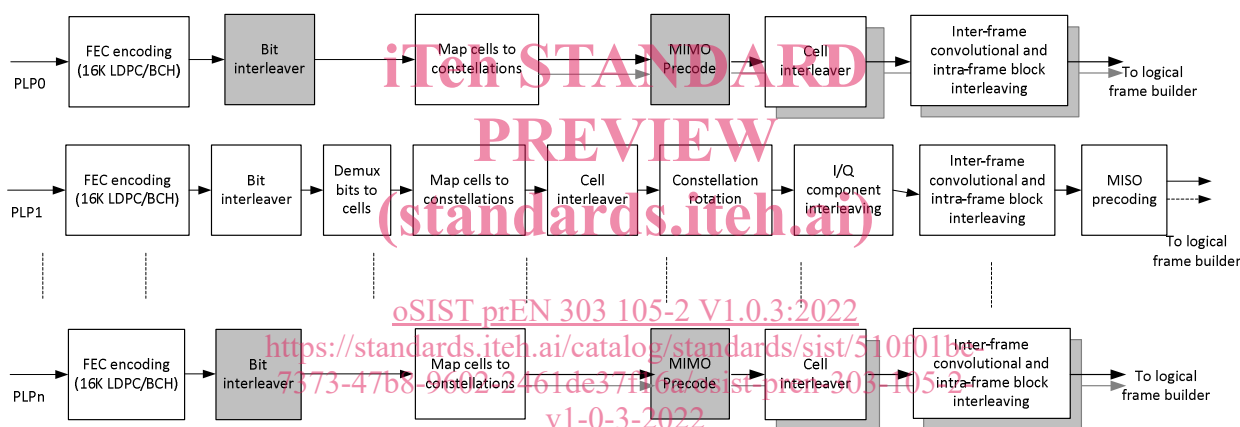 FEC encoding
(16K LDPC/BCH)
Bit
interleaver
Map cells to
constellations
MIMO
Precode
Cell
interleaver
Inter-frame
convolutional and
intra-frame block
interleaving
PLP0
To logical
frame builder
iTeh STANDARD
PREVIEW
(standards.iteh.ai)
FEC encoding
(16K LDPC/BCH)
Bit
interleaver
Demux
bits to
cells
Map cells to
constellations
Cell
interleaver
Constellation
rotation
I/Q
component
interleaving
Inter-frame
convolutional and
intra-frame block
interleaving
MISO
precoding
PLP1
To logical
frame builder
oSIST prEN 303 105-2 V1.0.3:2022
https://standards.iteh.ai/catalog/standards/sist/510f01be-
v1-0-3-2022
FEC encoding
(16K LDPC/BCH)
Bit
interleaver
Map cells to
constellations
MIMO
Precode
Cell
interleaver
Inter-frame
convolutional and
intra-frame block
interleaving
PLPn
To logical
frame builder